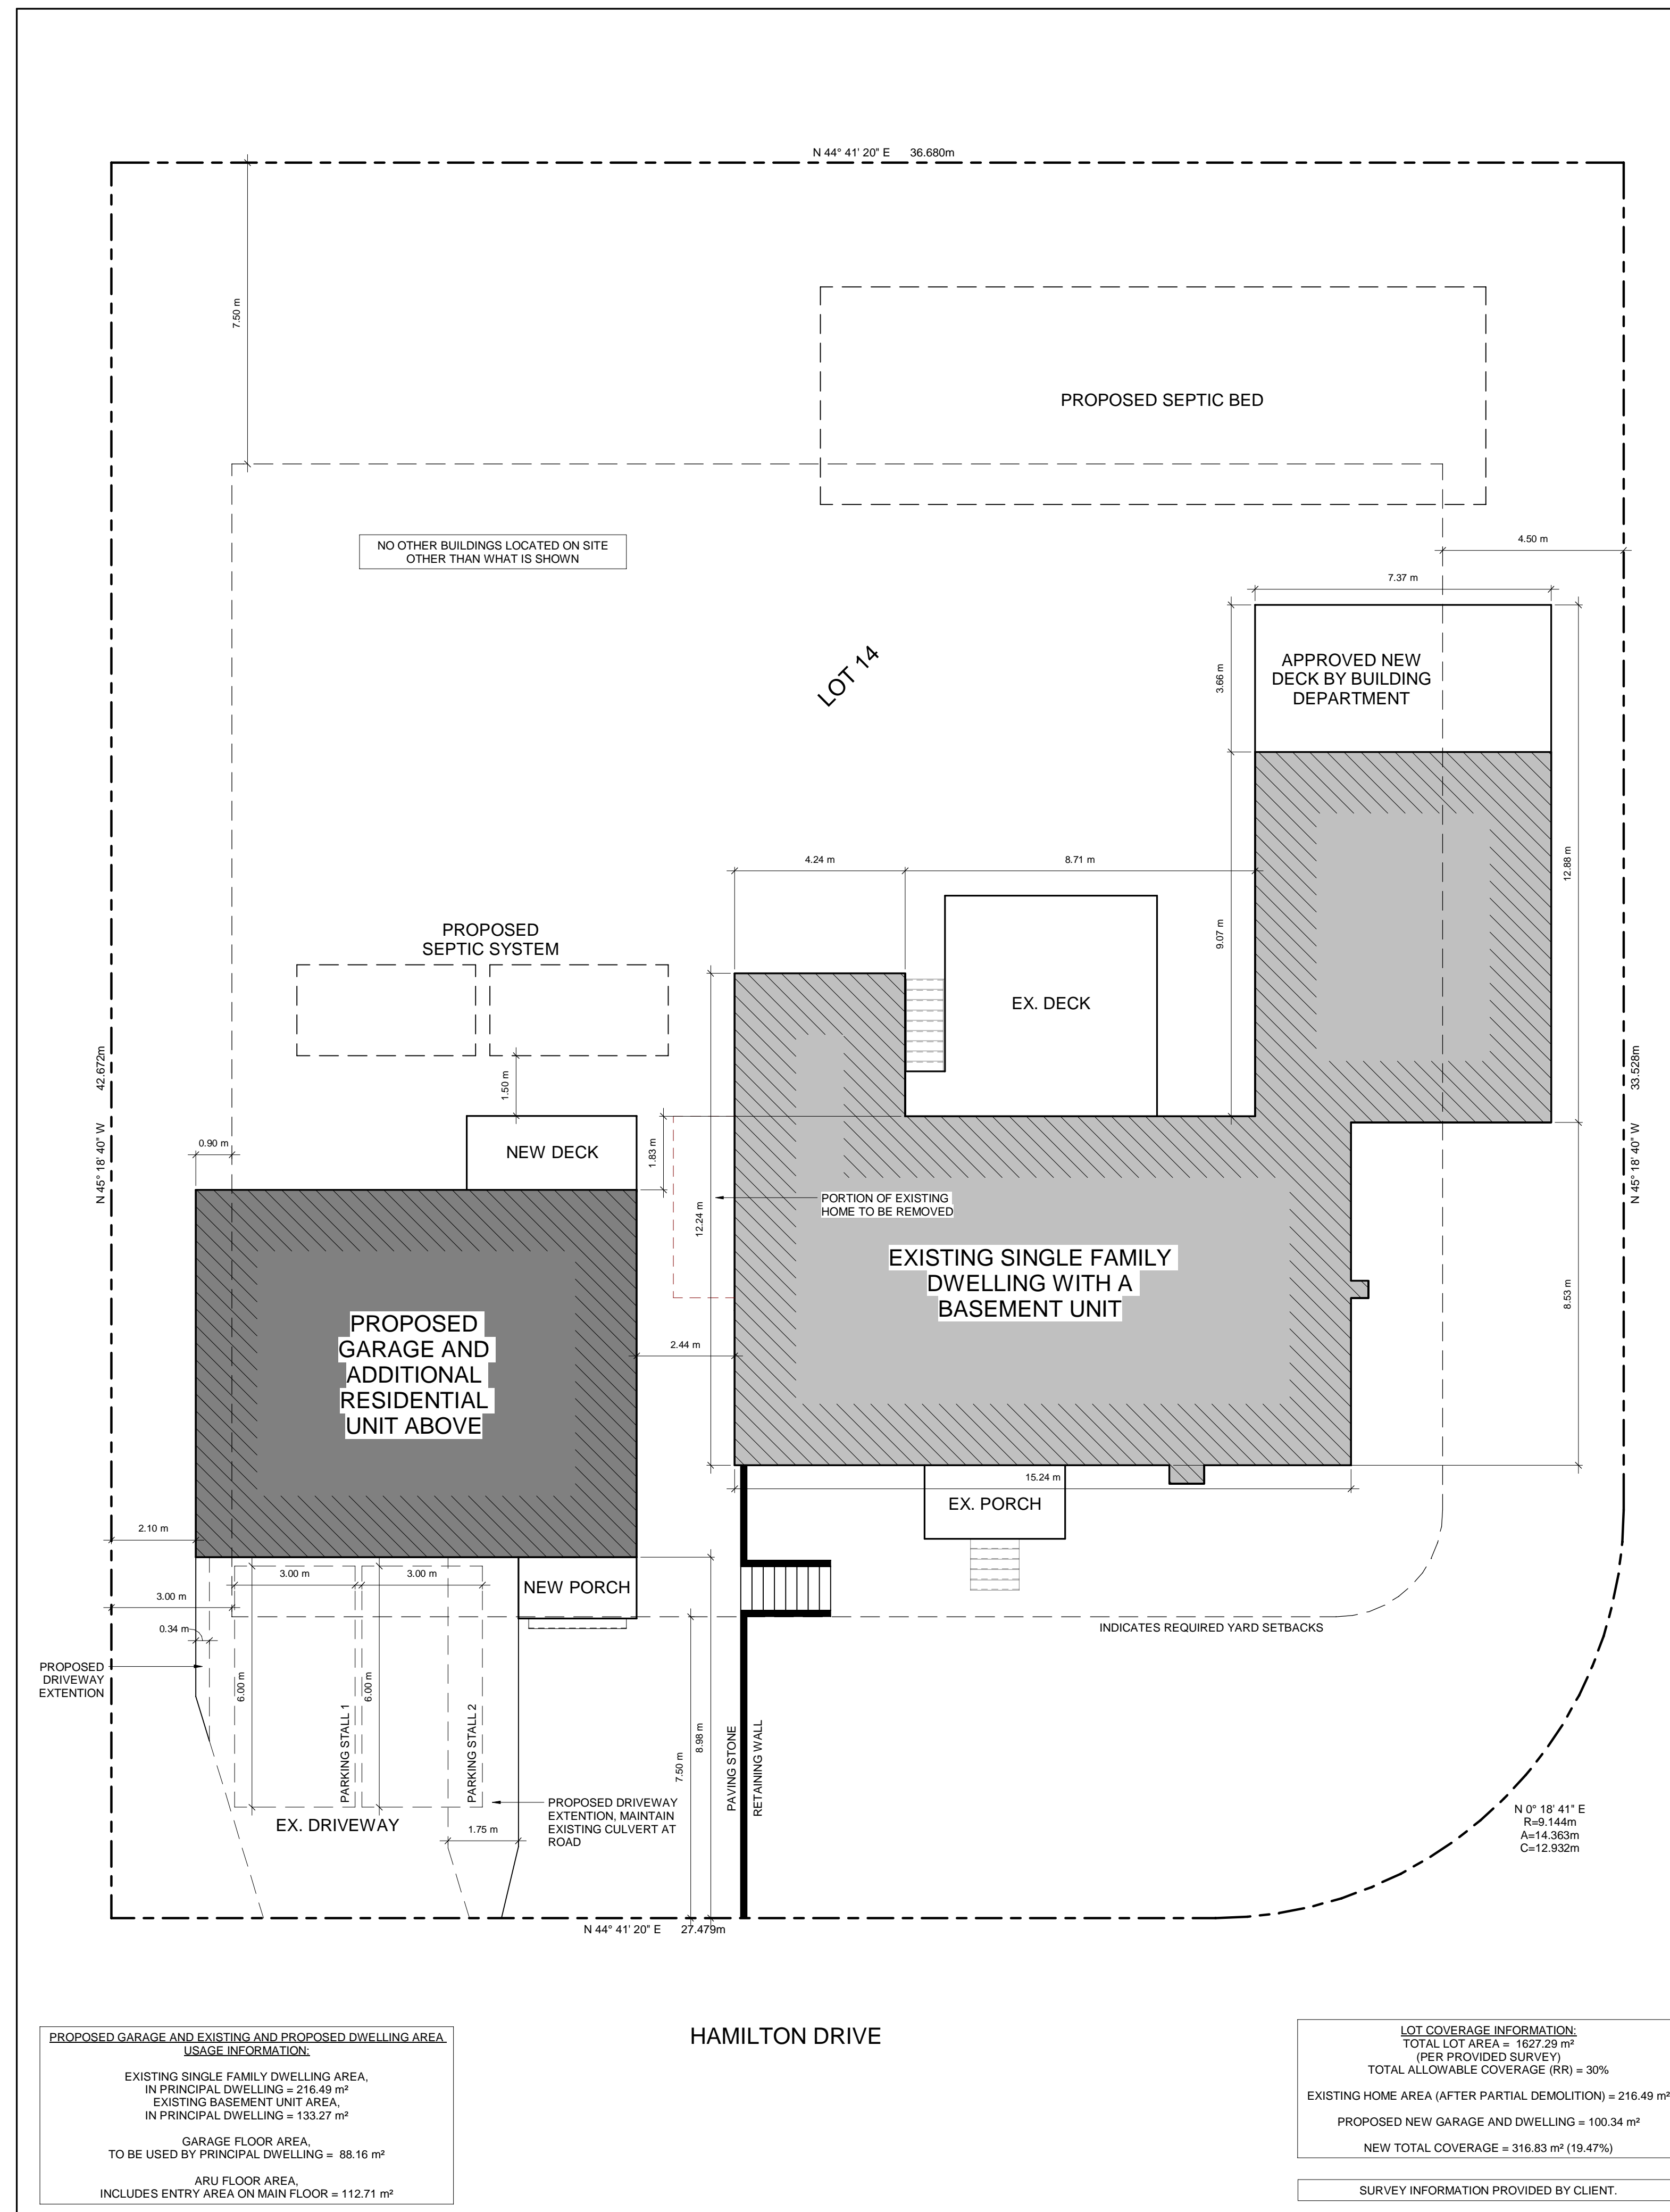 N 44° 41' 20" E 36.680m
7.50 m
PROPOSED SEPTIC BED
NO OTHER BUILDINGS LOCATED ON SITE
OTHER THAN WHAT IS SHOWN
4.50 m
7.37 m
LOT 14
3.66 m
APPROVED NEW
DECK BY BUILDING
DEPARTMENT
4.24 m
8.71 m
12.88 m
9.07 m
PROPOSED
SEPTIC SYSTEM
EX. DECK
N 45° 18' 40" W 42.672m
N 45° 18' 40" W 33.528m
1.50 m
0.90 m
NEW DECK
1.83 m
12.24 m
PORTION OF EXISTING
HOME TO BE REMOVED
EXISTING SINGLE FAMILY
DWELLING WITH A
BASEMENT UNIT
8.53 m
PROPOSED
GARAGE AND
ADDITIONAL
RESIDENTIAL
UNIT ABOVE
2.44 m
15.24 m
EX. PORCH
2.10 m
3.00 m
3.00 m
NEW PORCH
3.00 m
0.34 m
INDICATES REQUIRED YARD SETBACKS
PROPOSED
DRIVEWAY
EXTENTION
6.00 m
PARKING STALL 1
6.00 m
PARKING STALL 2
7.50 m
8.98 m
PAVING STONE
RETAINING WALL
PROPOSED DRIVEWAY
EXTENTION, MAINTAIN
EXISTING CULVERT AT
ROAD
EX. DRIVEWAY
1.75 m
N 0° 18' 41" E
R=9.144m
A=14.363m
C=12.932m
N 44° 41' 20" E 27.479m
HAMILTON DRIVE
PROPOSED GARAGE AND EXISTING AND PROPOSED DWELLING AREA
USAGE INFORMATION:
EXISTING SINGLE FAMILY DWELLING AREA,
IN PRINCIPAL DWELLING = 216.49 m²
EXISTING BASEMENT UNIT AREA,
IN PRINCIPAL DWELLING = 133.27 m²
GARAGE FLOOR AREA,
TO BE USED BY PRINCIPAL DWELLING = 88.16 m²
ARU FLOOR AREA,
INCLUDES ENTRY AREA ON MAIN FLOOR = 112.71 m²
LOT COVERAGE INFORMATION:
TOTAL LOT AREA = 1627.29 m²
(PER PROVIDED SURVEY)
TOTAL ALLOWABLE COVERAGE (RR) = 30%
EXISTING HOME AREA (AFTER PARTIAL DEMOLITION) = 216.49 m²
PROPOSED NEW GARAGE AND DWELLING = 100.34 m²
NEW TOTAL COVERAGE = 316.83 m² (19.47%)
SURVEY INFORMATION PROVIDED BY CLIENT.